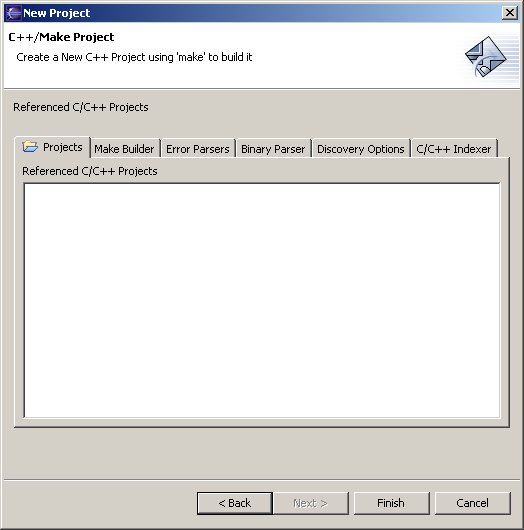 New Project
C++/Make Project
Create a New C++ Project using 'make' to build it
Referenced C/C++ Projects
Projects Make Builder Error Parsers Binary Parser Discovery Options C/C++ Indexer
Referenced C/C++ Projects
< Back Next > Finish Cancel